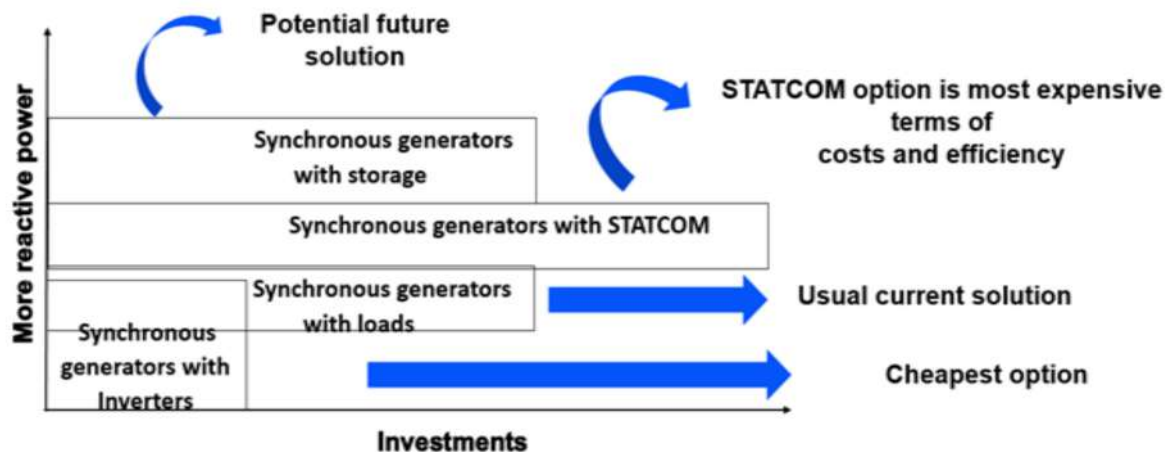 Potential future
solution
STATCOM option is most expensive
terms of
costs and efficiency
More reactive power
Synchronous generators
with storage
Synchronous generators with STATCOM
Synchronous generators
with loads
Usual current solution
Synchronous
generators with
Inverters
Cheapest option
Investments